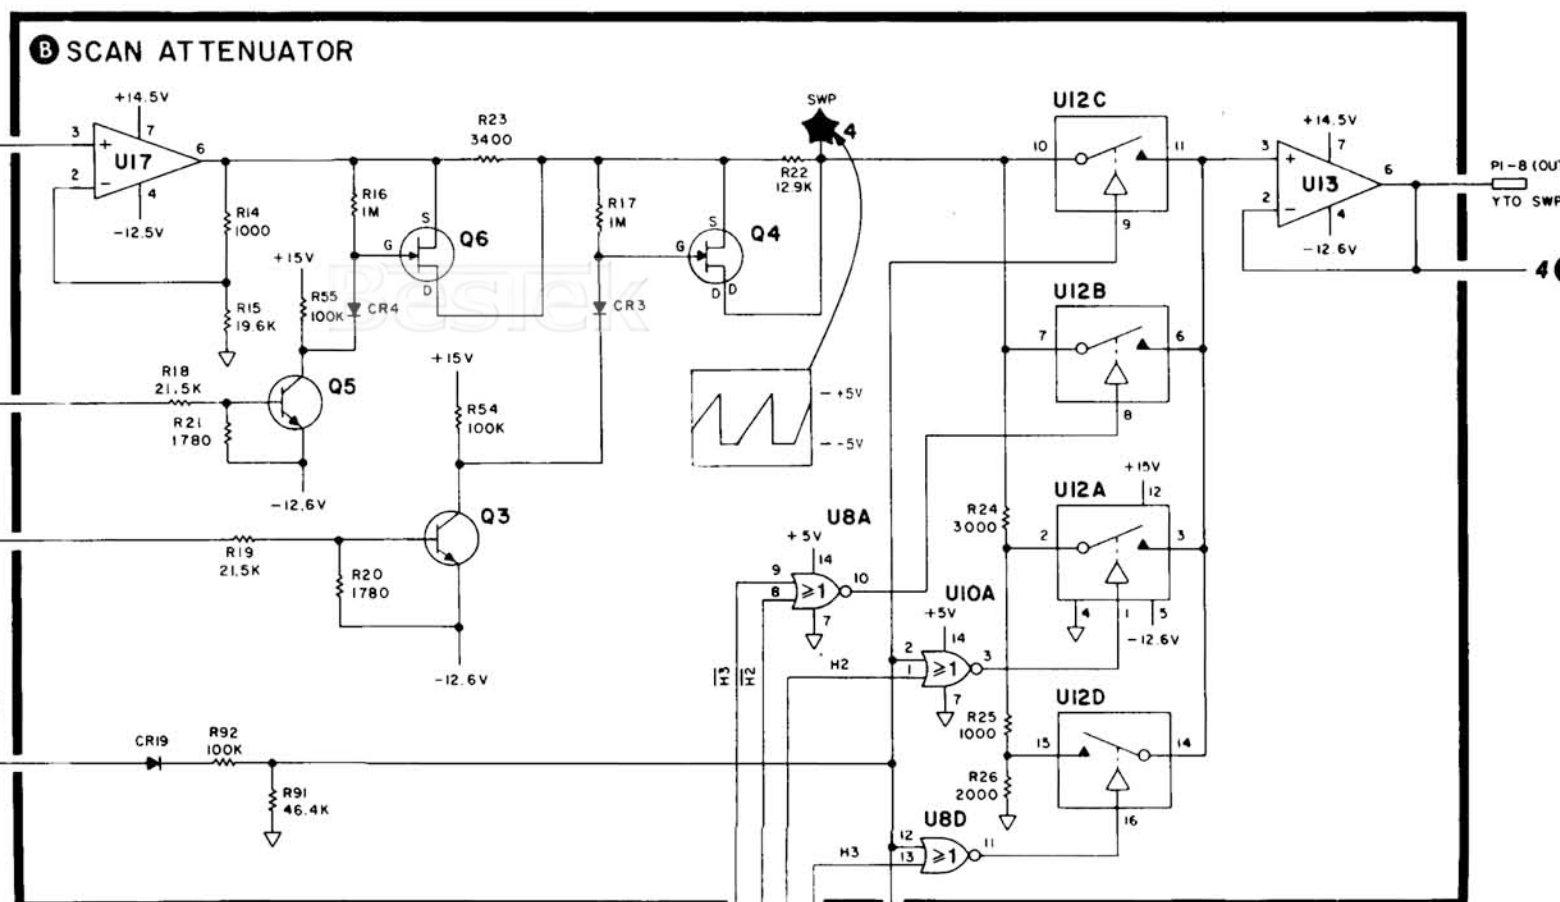 B SCAN ATTENUATOR
+14.5V
3
7
+
U17
6
2
−
4
-12.5V
R14
1000
R15
19.6K
R16
1M
R23
3400
S
Q6
G
D
CR4
+15V
R55
100K
R18
21.5K
R21
1780
Q5
-12.6V
R17
1M
S
Q4
G
D
D
CR3
+15V
R54
100K
Q3
R19
21.5K
R20
1780
-12.6V
BesTek
SWP
4
R22
12.9K
+5V
-5V
U12C
10
11
9
+14.5V
3
7
+
U13
6
2
−
4
-12.6V
P1-8 (OU
YTO SWP
4
U12B
7
6
8
+15V
U12A
12
R24
3000
2
3
4
1
5
-12.6V
U8A
+5V
14
9
8
≥1
10
7
U10A
+5V
14
2
1
≥1
3
7
H3
H2
H2
R25
1000
R26
2000
U12D
15
14
16
U8D
12
13
≥1
11
H3
CR19
R92
100K
R91
46.4K